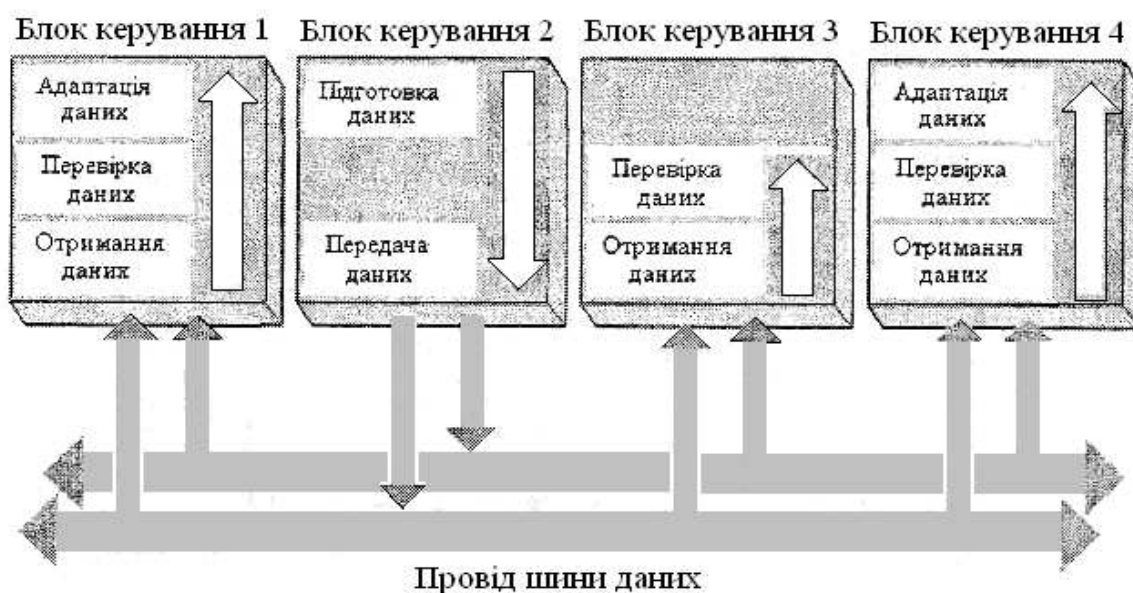 Блок керування 1
Блок керування 2
Блок керування 3
Блок керування 4
Адаптація
даних
Перевірка
даних
Отримання
даних
Підготовка
даних
Передача
даних
Перевірка
даних
Отримання
даних
Адаптація
даних
Перевірка
даних
Отримання
даних
Провід шини даних